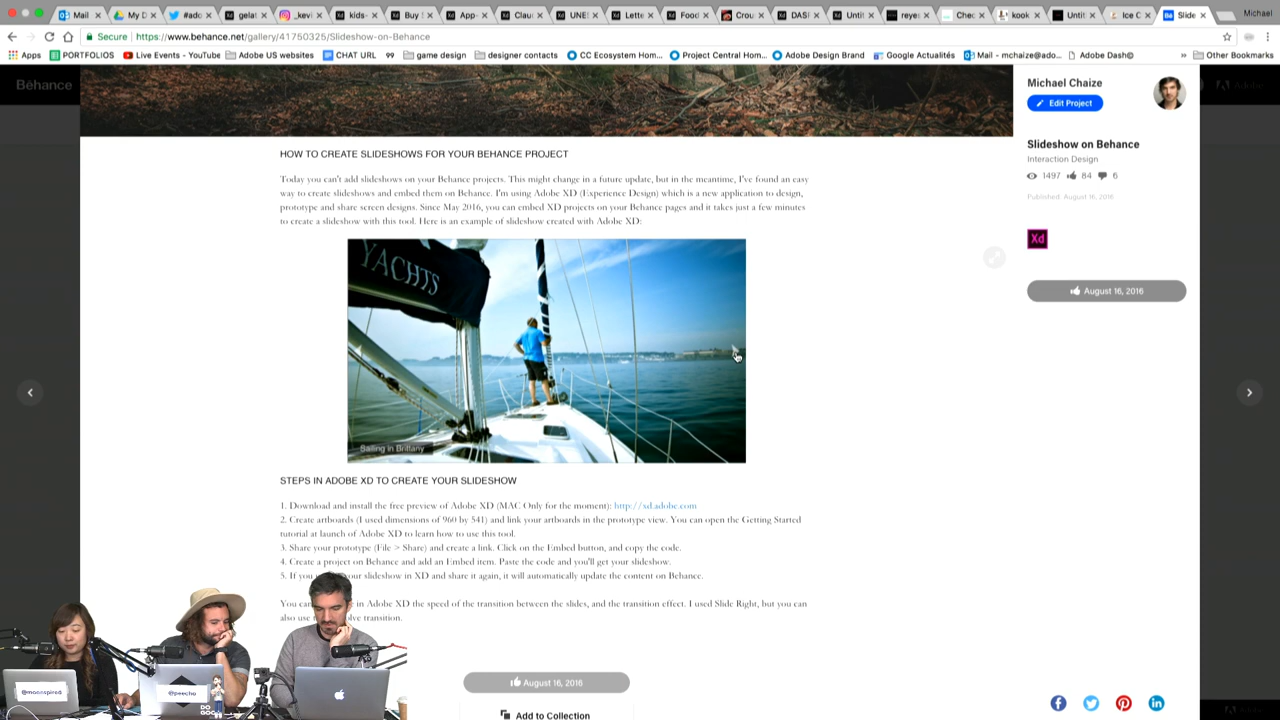 Mail
My D
#ado
gelat
_kevi
kids-
Buy
App-
Clau
UNE
Lette
Food
Crou
DASI
Untit
reye
Chec
kook
Untit
Ice C
Slide
Michael
Secure
https://www.behance.net/gallery/41750325/Slideshow-on-Behance
Apps
PORTFOLIOS
Live Events - YouTube
Adobe US websites
CHAT URL
game design
designer contacts
CC Ecosystem Hom...
Project Central Hom...
Adobe Design Brand
Google Actualités
Mail - mchaize@ado...
Adobe Dash©
»
Other Bookmarks
Bēhance
Adobe
Michael Chaize
Edit Project
Slideshow on Behance
Interaction Design
1497 84 6
Published: August 16, 2016
Xd
August 16, 2016
HOW TO CREATE SLIDESHOWS FOR YOUR BEHANCE PROJECT
Today you can't add slideshows on your Behance projects. This might change in a future update, but in the meantime, I've found an easy
way to create slideshows and embed them on Behance. I'm using Adobe XD (Experience Design) which is a new application to design,
prototype and share screen designs. Since May 2016, you can embed XD projects on your Behance pages and it takes just a few minutes
to create a slideshow with this tool. Here is an example of slideshow created with Adobe XD:
YACHTS
Sailing in Brittany
STEPS IN ADOBE XD TO CREATE YOUR SLIDESHOW
1. Download and install the free preview of Adobe XD (MAC Only for the moment): http://xd.adobe.com
2. Create artboards (I used dimensions of 960 by 541) and link your artboards in the prototype view. You can open the Getting Started
tutorial at launch of Adobe XD to learn how to use this tool.
3. Share your prototype (File > Share) and create a link. Click on the Embed button, and copy the code.
4. Create a project on Behance and add an Embed item. Paste the code and you'll get your slideshow.
5. If you your slideshow in XD and share it again, it will automatically update the content on Behance.
You can in Adobe XD the speed of the transition between the slides, and the transition effect. I used Slide Right, but you can
also use transition.
August 16, 2016
Add to Collection
@moonspired
@peecho